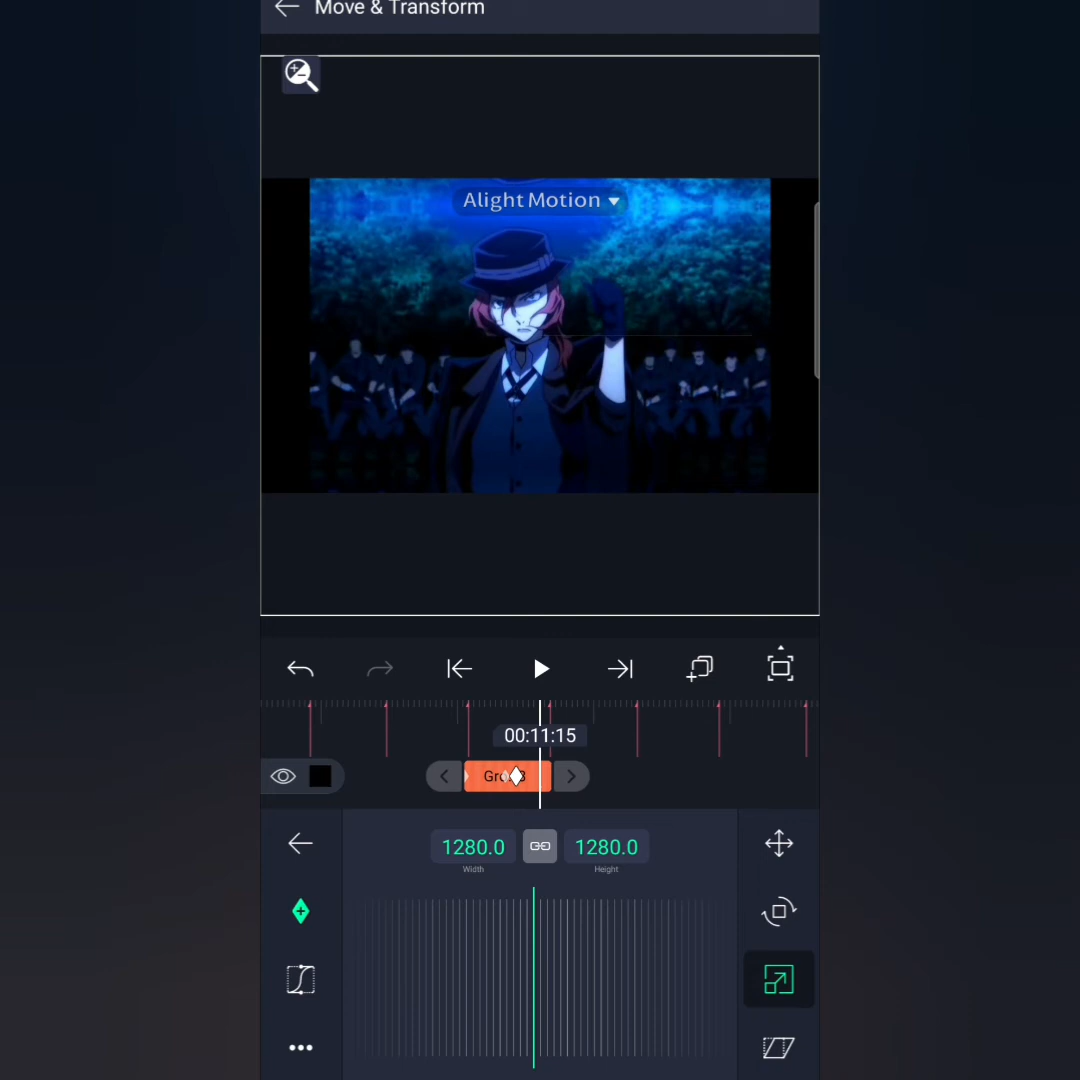 Move & Transform
Alight Motion
00:11:15
1280.0 1280.0
Width Height